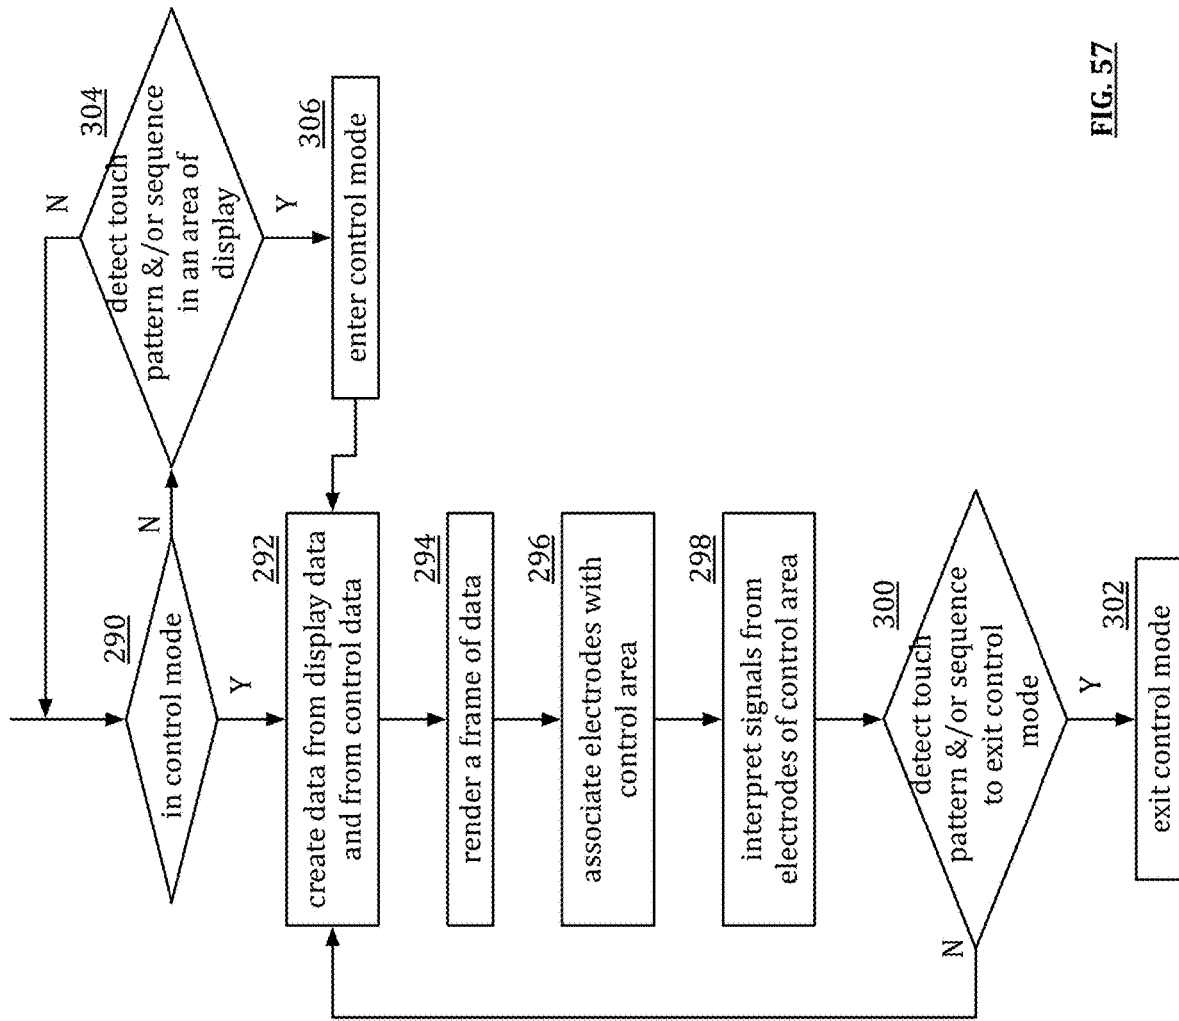 290
in control mode
N
Y
304
detect touch
pattern &/or sequence
in an area of
display
N
Y
306
enter control mode
292
create data from display data
and from control data
294
render a frame of data
296
associate electrodes with
control area
298
interpret signals from
electrodes of control area
300
detect touch
pattern &/or sequence
to exit control
mode
N
Y
302
exit control mode
FIG. 57